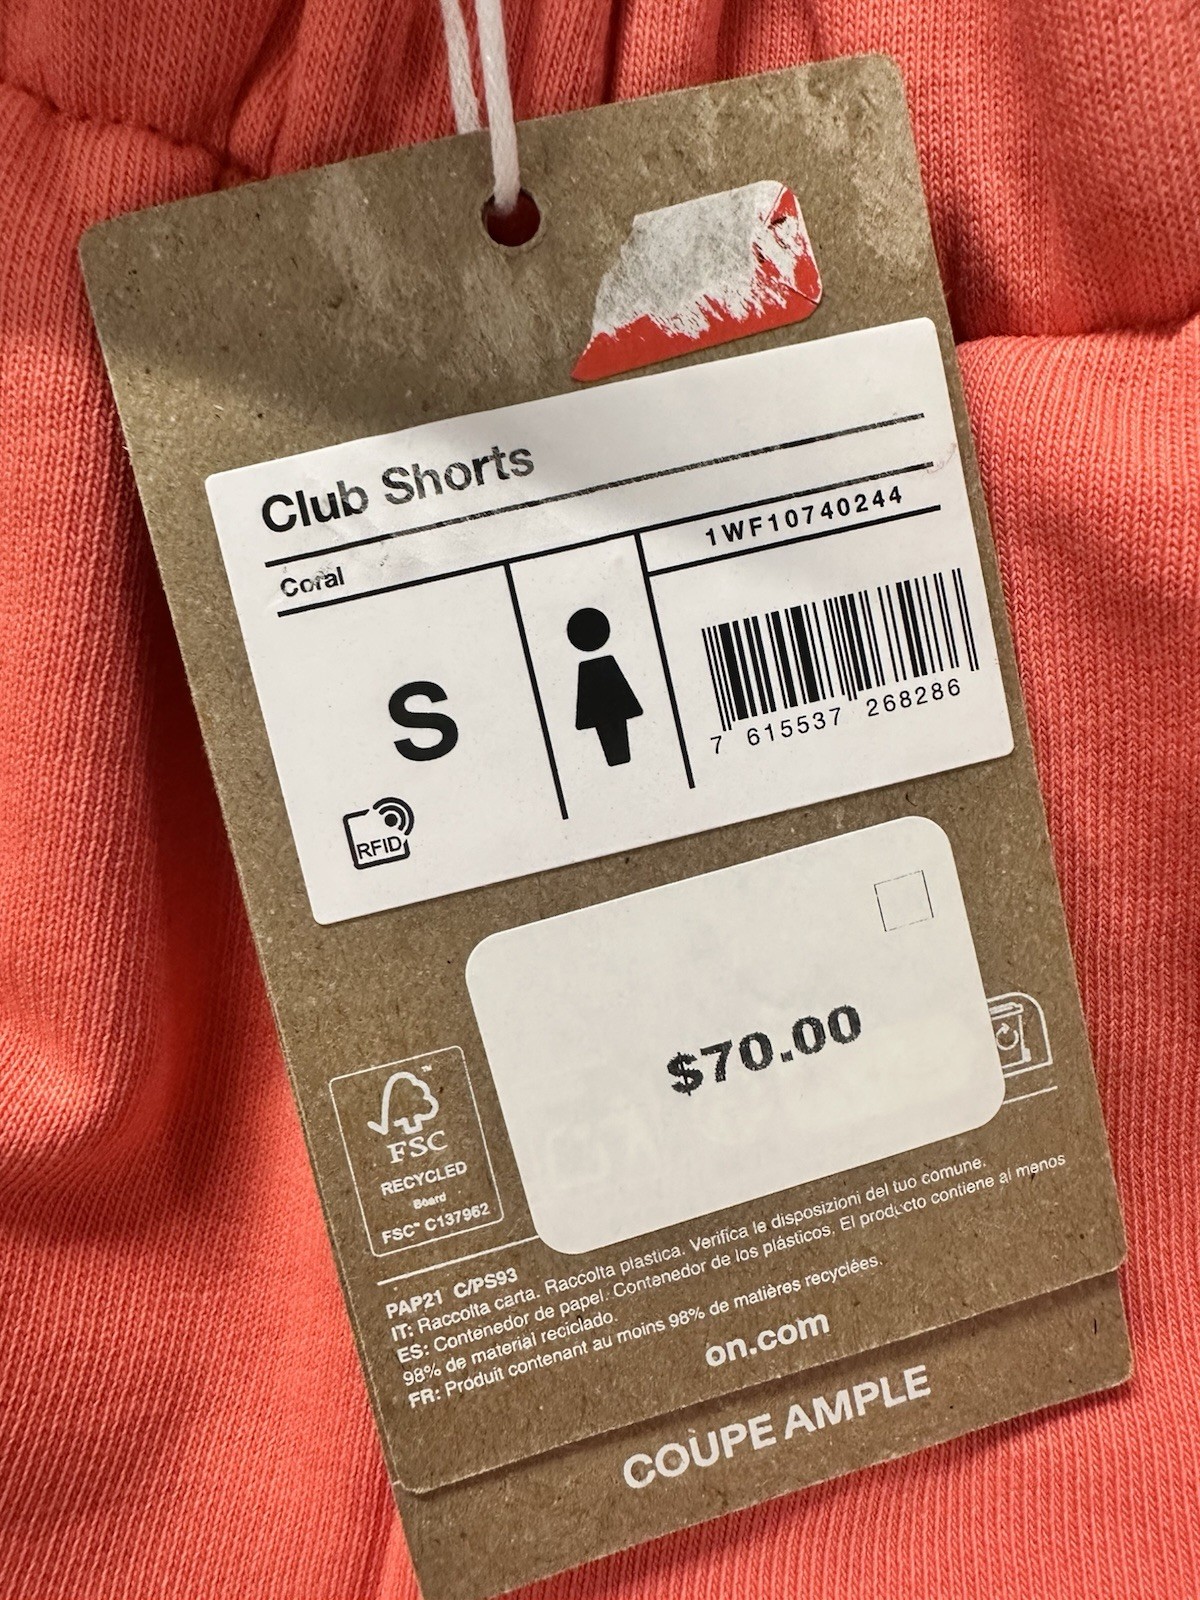 Club Shorts
Coral
1WF10740244
S
7 615537 268286
RFID
$70.00
FSC™
RECYCLED
Board
FSC™ C137962
PAP21 C/PS93
IT: Raccolta carta. Raccolta plastica. Verifica le disposizioni del tuo comune.
ES: Contenedor de papel. Contenedor de los plásticos, El producto contiene al menos
98% de material reciclado.
FR: Produit contenant au moins 98% de matières recyclées.
on.com
COUPE AMPLE